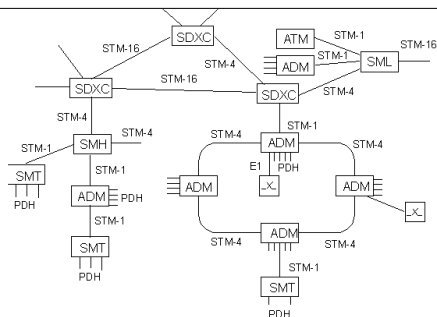 SDXC
ATM
STM-1
STM-16
STM-16
STM-4
STM-1
SML
ADM
STM-16
STM-4
SDXC
SDXC
STM-4
STM-1
STM-1
STM-4
SMH
STM-4
ADM
STM-4
E1
PDH
SMT
STM-1
PDH
ADM
PDH
ADM
_X_
ADM
STM-1
_X_
SMT
STM-4
ADM
STM-4
PDH
STM-1
SMT
PDH